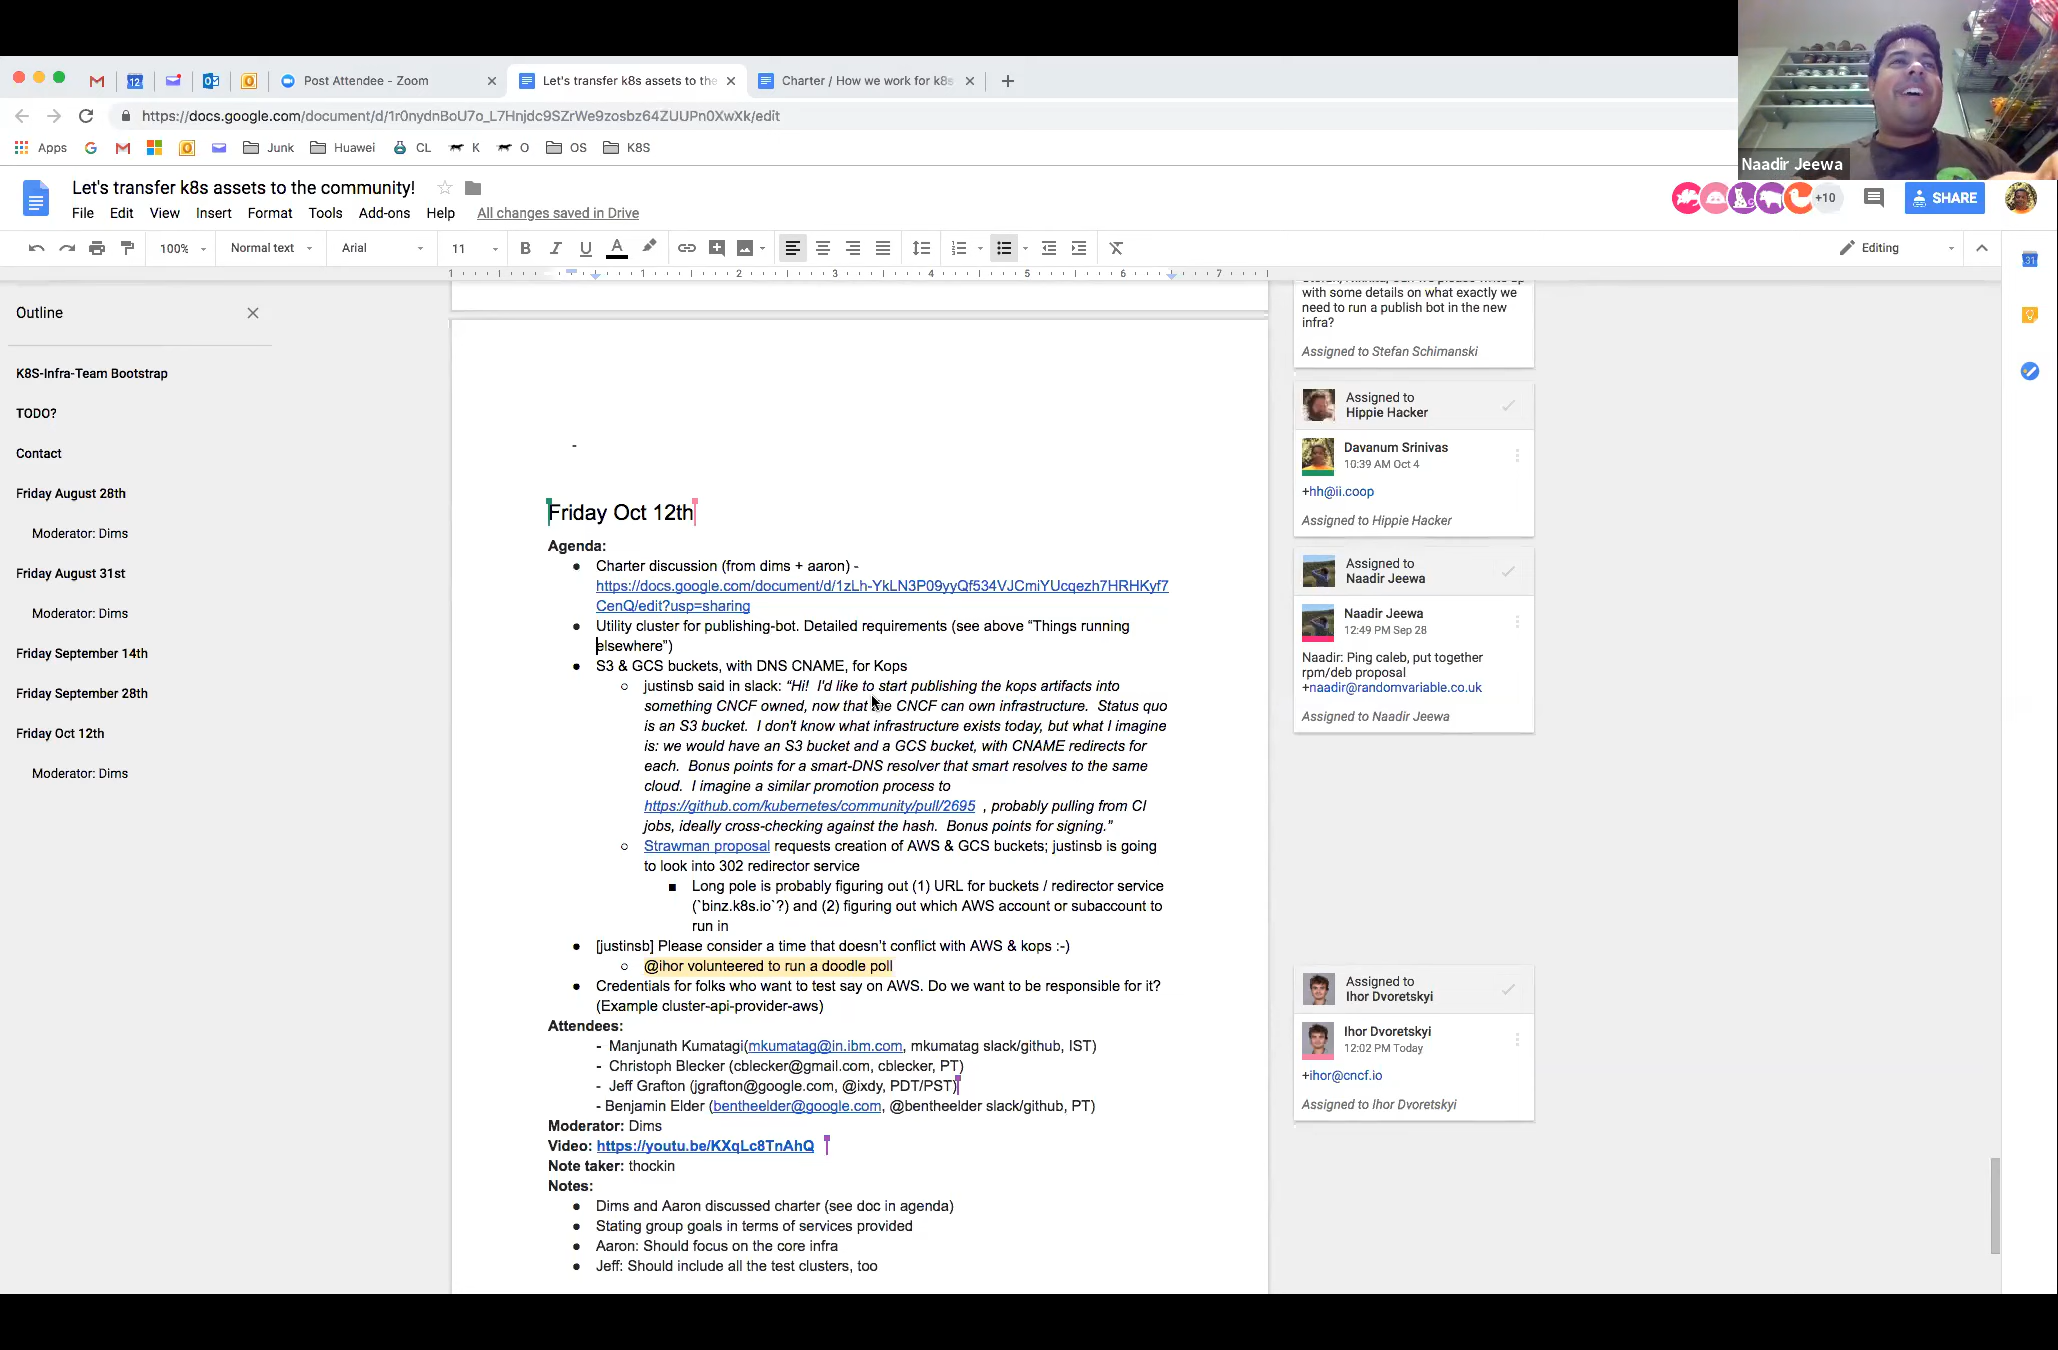 Post Attendee - Zoom
Let's transfer k8s assets to the
Charter / How we work for k8s
https://docs.google.com/document/d/1r0nydnBoU7o_L7Hnjdc9SZrWe9zosbz64ZUUPn0XwXk/edit
Apps
Junk
Huawei
CL
K
O
OS
K8S
Naadir Jeewa
Let's transfer k8s assets to the community!
File Edit View Insert Format Tools Add-ons Help All changes saved in Drive
+10
SHARE
100% Normal text Arial 11
Editing
1 1 2 3 4 5 6 7
Outline
K8S-Infra-Team Bootstrap
TODO?
Contact
Friday August 28th
Moderator: Dims
Friday August 31st
Moderator: Dims
Friday September 14th
Friday September 28th
Friday Oct 12th
Moderator: Dims
-
Friday Oct 12th
Agenda:
● Charter discussion (from dims + aaron) -
https://docs.google.com/document/d/1zLh-YkLN3P09yyQf534VJCmiYUcqezh7HRHKyf7
CenQ/edit?usp=sharing
● Utility cluster for publishing-bot. Detailed requirements (see above “Things running
elsewhere”)
● S3 & GCS buckets, with DNS CNAME, for Kops
○ justinsb said in slack: “Hi! I'd like to start publishing the kops artifacts into
something CNCF owned, now that the CNCF can own infrastructure. Status quo
is an S3 bucket. I don't know what infrastructure exists today, but what I imagine
is: we would have an S3 bucket and a GCS bucket, with CNAME redirects for
each. Bonus points for a smart-DNS resolver that smart resolves to the same
cloud. I imagine a similar promotion process to
https://github.com/kubernetes/community/pull/2695 , probably pulling from CI
jobs, ideally cross-checking against the hash. Bonus points for signing.”
○ Strawman proposal requests creation of AWS & GCS buckets; justinsb is going
to look into 302 redirector service
■ Long pole is probably figuring out (1) URL for buckets / redirector service
(`binz.k8s.io`?) and (2) figuring out which AWS account or subaccount to
run in
● [justinsb] Please consider a time that doesn't conflict with AWS & kops :-)
○ @ihor volunteered to run a doodle poll
● Credentials for folks who want to test say on AWS. Do we want to be responsible for it?
(Example cluster-api-provider-aws)
Attendees:
- Manjunath Kumatagi(mkumatag@in.ibm.com, mkumatag slack/github, IST)
- Christoph Blecker (cblecker@gmail.com, cblecker, PT)
- Jeff Grafton (jgrafton@google.com, @ixdy, PDT/PST)
- Benjamin Elder (bentheelder@google.com, @bentheelder slack/github, PT)
Moderator: Dims
Video: https://youtu.be/KXqLc8TnAhQ
Note taker: thockin
Notes:
● Dims and Aaron discussed charter (see doc in agenda)
● Stating group goals in terms of services provided
● Aaron: Should focus on the core infra
● Jeff: Should include all the test clusters, too
with some details on what exactly we
need to run a publish bot in the new
infra?
Assigned to Stefan Schimanski
Assigned to
Hippie Hacker
Davanum Srinivas
10:39 AM Oct 4
+hh@ii.coop
Assigned to Hippie Hacker
Assigned to
Naadir Jeewa
Naadir Jeewa
12:49 PM Sep 28
Naadir: Ping caleb, put together
rpm/deb proposal
+naadir@randomvariable.co.uk
Assigned to Naadir Jeewa
Assigned to
Ihor Dvoretskyi
Ihor Dvoretskyi
12:02 PM Today
+ihor@cncf.io
Assigned to Ihor Dvoretskyi